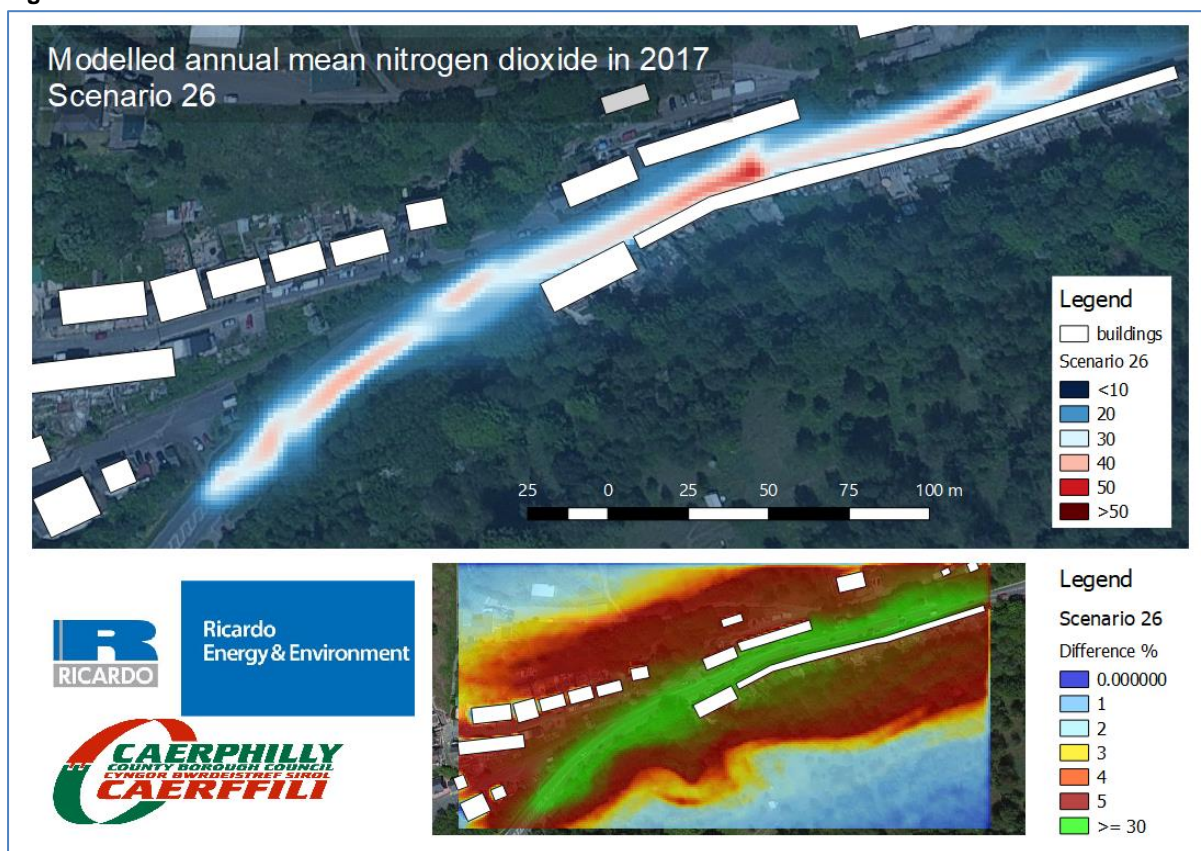 Modelled annual mean nitrogen dioxide in 2017
Scenario 26
Legend
buildings
Scenario 26
<10
20
30
40
50
>50
25 0 25 50 75 100 m
R
RICARDO
Ricardo
Energy & Environment
CAERPHILLY
COUNTY BOROUGH COUNCIL
CYNGOR BWRDEISTREF SIROL
CAERFFILI
Legend
Scenario 26
Difference %
0.000000
1
2
3
4
5
>= 30